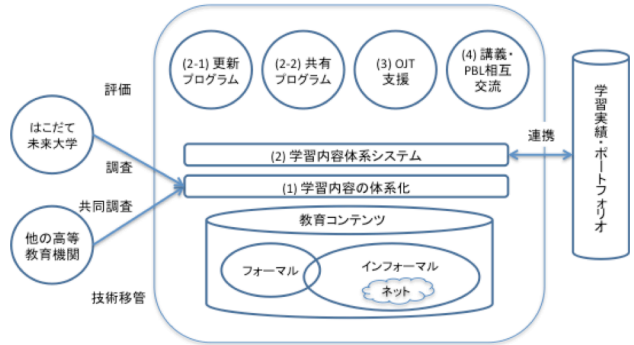 (2-1) 更新
プログラム
(2-2) 共有
プログラム
(3) OJT
支援
(4) 講義・
PBL相互
交流
評価
はこだて
未来大学
調査
共同調査
他の高等
教育機関
技術移管
(2) 学習内容体系システム
(1) 学習内容の体系化
教育コンテンツ
フォーマル
インフォーマル
ネット
連携
学習実績・ポートフォリオ